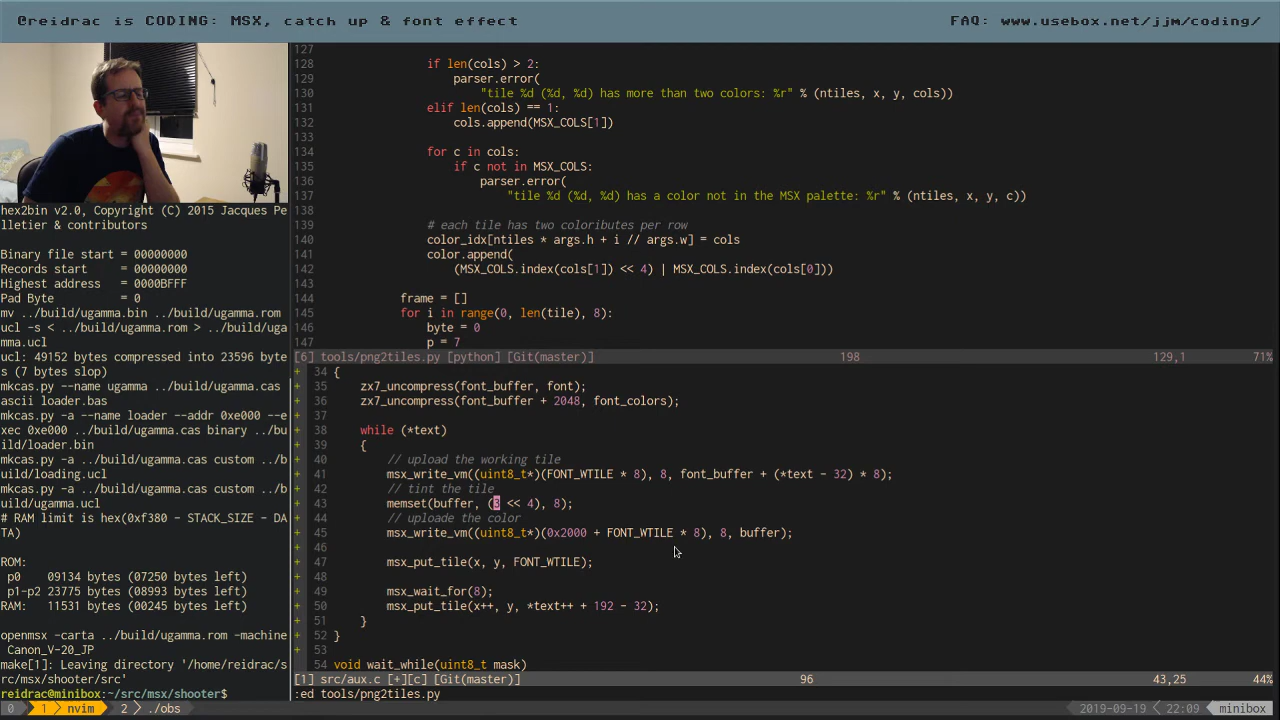 @reidrac is CODING: MSX, catch up & font effect
FAQ: www.usebox.net/jjm/coding/
hex2bin v2.0, Copyright (C) 2015 Jacques Pe
lletier & contributors
Binary file start = 00000000
Records start     = 00000000
Highest address   = 0000BFFF
Pad Byte          = 0
mv ../build/ugamma.bin ../build/ugamma.rom
ucl -s < ../build/ugamma.rom > ../build/uga
mma.ucl
ucl: 49152 bytes compressed into 23596 byte
s (7 bytes slop)
mkcas.py --name ugamma ../build/ugamma.cas
ascii loader.bas
mkcas.py -a --name loader --addr 0xe000 --e
xec 0xe000 ../build/ugamma.cas binary ../bu
ild/loader.bin
mkcas.py -a ../build/ugamma.cas custom ../b
uild/loading.ucl
mkcas.py -a ../build/ugamma.cas custom ../b
uild/ugamma.ucl
# RAM limit is hex(0xf380 - STACK_SIZE - DA
TA)
ROM:
 p0    09134 bytes (07250 bytes left)
 p1-p2 23775 bytes (08993 bytes left)
RAM:   11531 bytes (00245 bytes left)
openmsx -carta ../build/ugamma.rom -machine
 Canon_V-20_JP
make[1]: Leaving directory '/home/reidrac/s
rc/msx/shooter/src'
reidrac@minibox:~/src/msx/shooter$
127
128 if len(cols) > 2:
129 parser.error(
130 "tile %d (%d, %d) has more than two colors: %r" % (ntiles, x, y, cols))
131 elif len(cols) == 1:
132 cols.append(MSX_COLS[1])
133
134 for c in cols:
135 if c not in MSX_COLS:
136 parser.error(
137 "tile %d (%d, %d) has a color not in the MSX palette: %r" % (ntiles, x, y, c))
138
139 # each tile has two coloributes per row
140 color_idx[ntiles * args.h + i // args.w] = cols
141 color.append(
142 (MSX_COLS.index(cols[1]) << 4) | MSX_COLS.index(cols[0]))
143
144 frame = []
145 for i in range(0, len(tile), 8):
146 byte = 0
147 p = 7
[6] tools/png2tiles.py [python] [Git(master)] 198 129,1 71%
+ 34 {
+ 35 zx7_uncompress(font_buffer, font);
+ 36 zx7_uncompress(font_buffer + 2048, font_colors);
+ 37
+ 38 while (*text)
+ 39 {
+ 40 // upload the working tile
+ 41 msx_write_vm((uint8_t*)(FONT_WTILE * 8), 8, font_buffer + (*text - 32) * 8);
+ 42 // tint the tile
+ 43 memset(buffer, (3 << 4), 8);
+ 44 // uploade the color
+ 45 msx_write_vm((uint8_t*)(0x2000 + FONT_WTILE * 8), 8, buffer);
+ 46
+ 47 msx_put_tile(x, y, FONT_WTILE);
+ 48
+ 49 msx_wait_for(8);
+ 50 msx_put_tile(x++, y, *text++ + 192 - 32);
+ 51 }
+ 52 }
+ 53
54 void wait_while(uint8_t mask)
[1] src/aux.c [+][c] [Git(master)] 96 43,25 44%
:ed tools/png2tiles.py
0 1 nvim 2 ./obs 2019-09-19 22:09 minibox